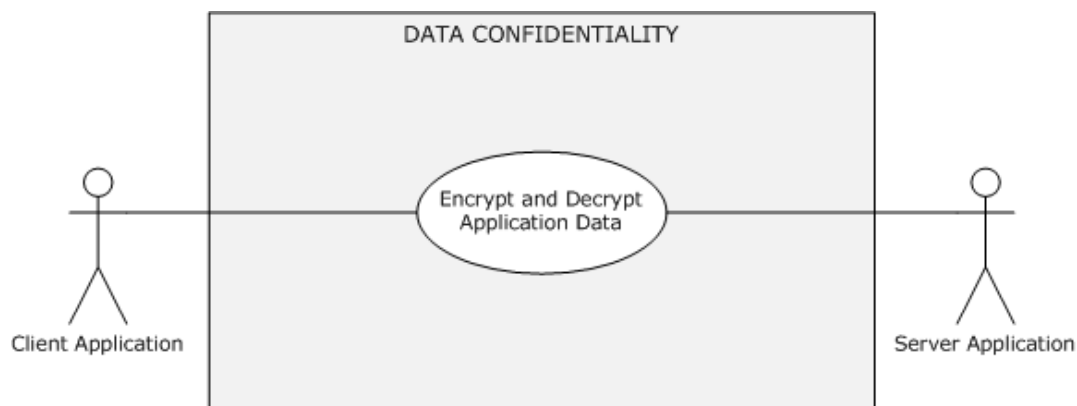 DATA CONFIDENTIALITY
Encrypt and Decrypt
Application Data
Client Application
Server Application